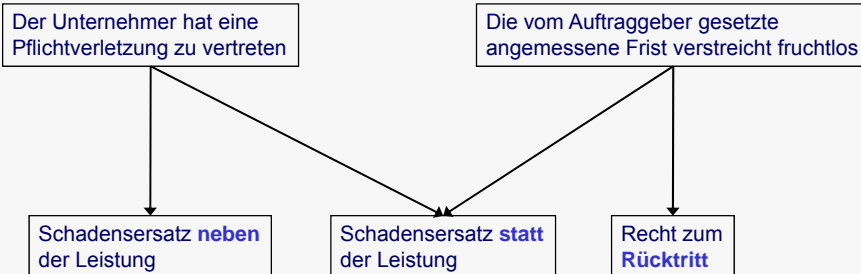 Der Unternehmer hat eine
Pflichtverletzung zu vertreten
Die vom Auftraggeber gesetzte
angemessene Frist verstreicht fruchtlos
Schadensersatz neben
der Leistung
Schadensersatz statt
der Leistung
Recht zum
Rücktritt